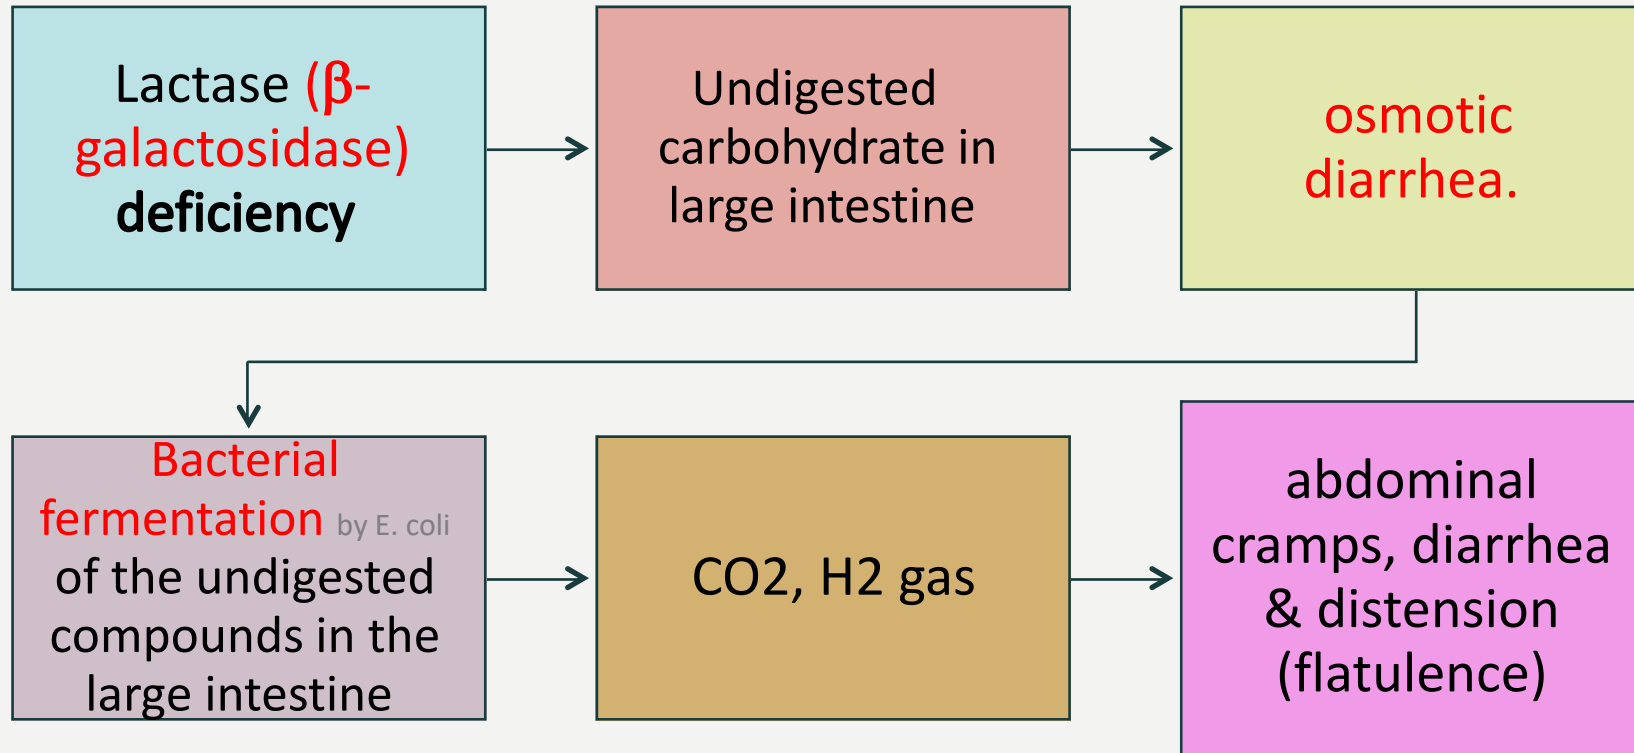 Lactase (β-
galactosidase)
deficiency
Undigested
carbohydrate in
large intestine
osmotic
diarrhea.
Bacterial
fermentation by E. coli
of the undigested
compounds in the
large intestine
CO2, H2 gas
abdominal
cramps, diarrhea
& distension
(flatulence)